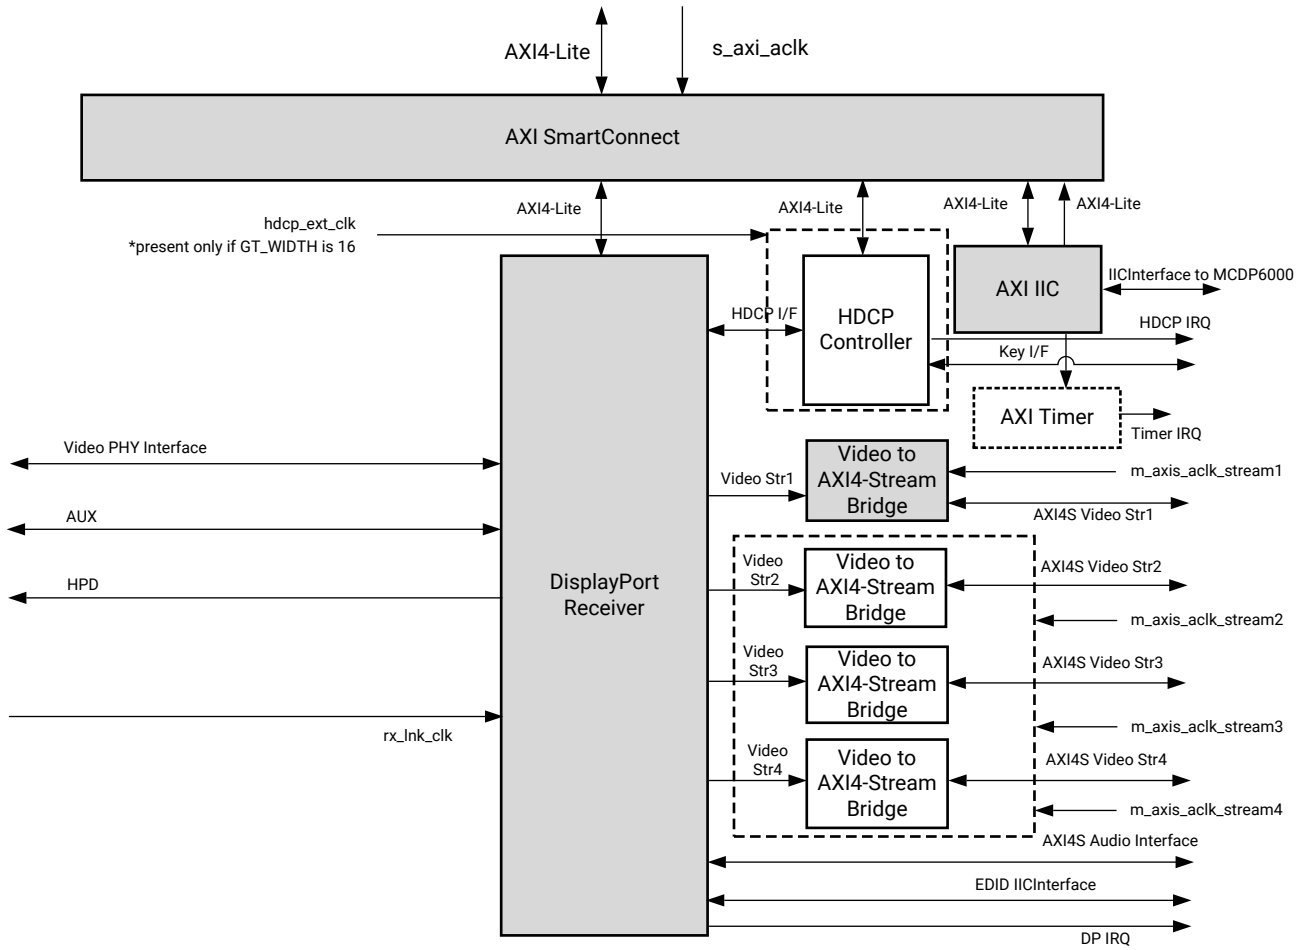 AXI4-Lite
s_axi_aclk
AXI SmartConnect
AXI4-Lite
AXI4-Lite
AXI4-Lite
AXI4-Lite
hdcp_ext_clk
*present only if GT_WIDTH is 16
HDCP I/F
HDCP
Controller
AXI IIC
IICInterface to MCDP6000
HDCP IRQ
Key I/F
AXI Timer
Timer IRQ
Video PHY Interface
AUX
HPD
rx_lnk_clk
DisplayPort
Receiver
Video Str1
Video to
AXI4-Stream
Bridge
m_axis_aclk_stream1
AXI4S Video Str1
Video
Str2
Video to
AXI4-Stream
Bridge
AXI4S Video Str2
m_axis_aclk_stream2
Video
Str3
Video to
AXI4-Stream
Bridge
AXI4S Video Str3
m_axis_aclk_stream3
Video
Str4
Video to
AXI4-Stream
Bridge
AXI4S Video Str4
m_axis_aclk_stream4
AXI4S Audio Interface
EDID IICInterface
DP IRQ